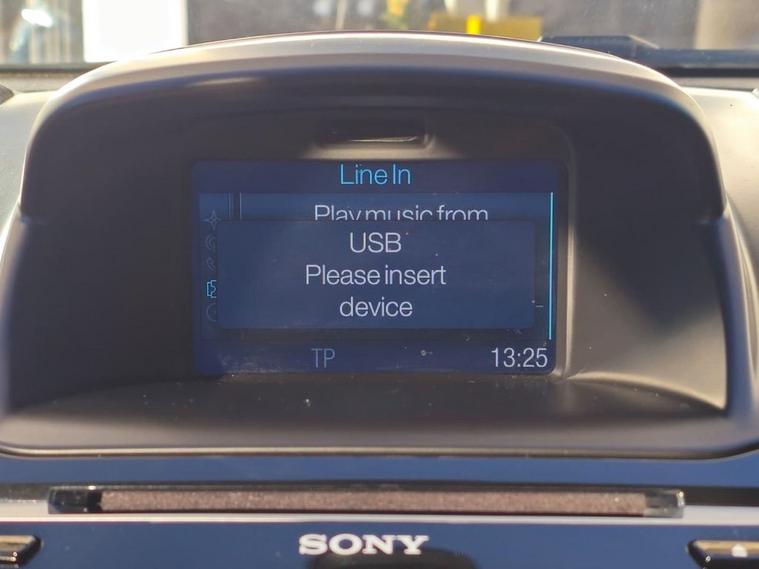 Line In
Play music from
USB
Please insert
device
TP 13:25
SONY